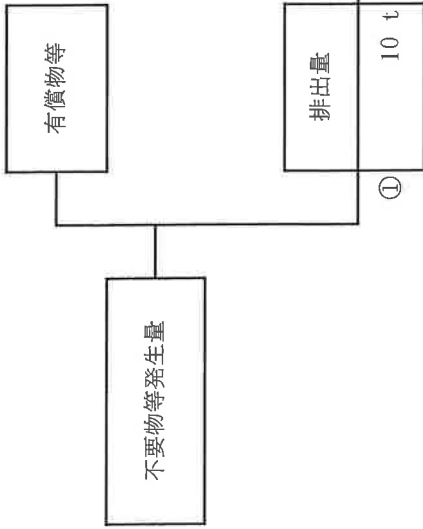 不要物等発生量
有償物等
排出量
① 10 t